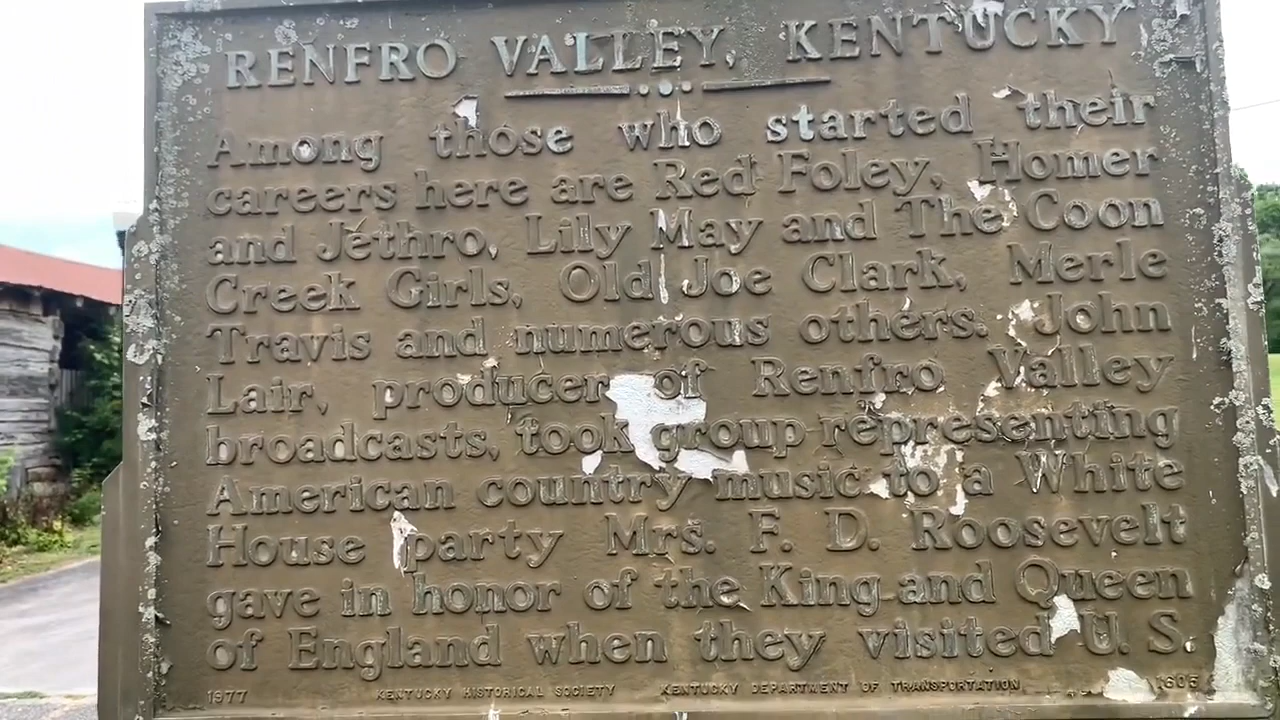 RENFRO VALLEY, KENTUCKY
Among those who started their
careers here are Red Foley, Homer
and Jethro, Lily May and The Coon
Creek Girls, Old Joe Clark, Merle
Travis and numerous others. John
Lair, producer of Renfro Valley
broadcasts, took group representing
American country music to a White
House party Mrs. F. D. Roosevelt
gave in honor of the King and Queen
of England when they visited U. S.
1977 KENTUCKY HISTORICAL SOCIETY KENTUCKY DEPARTMENT OF TRANSPORTATION 1605